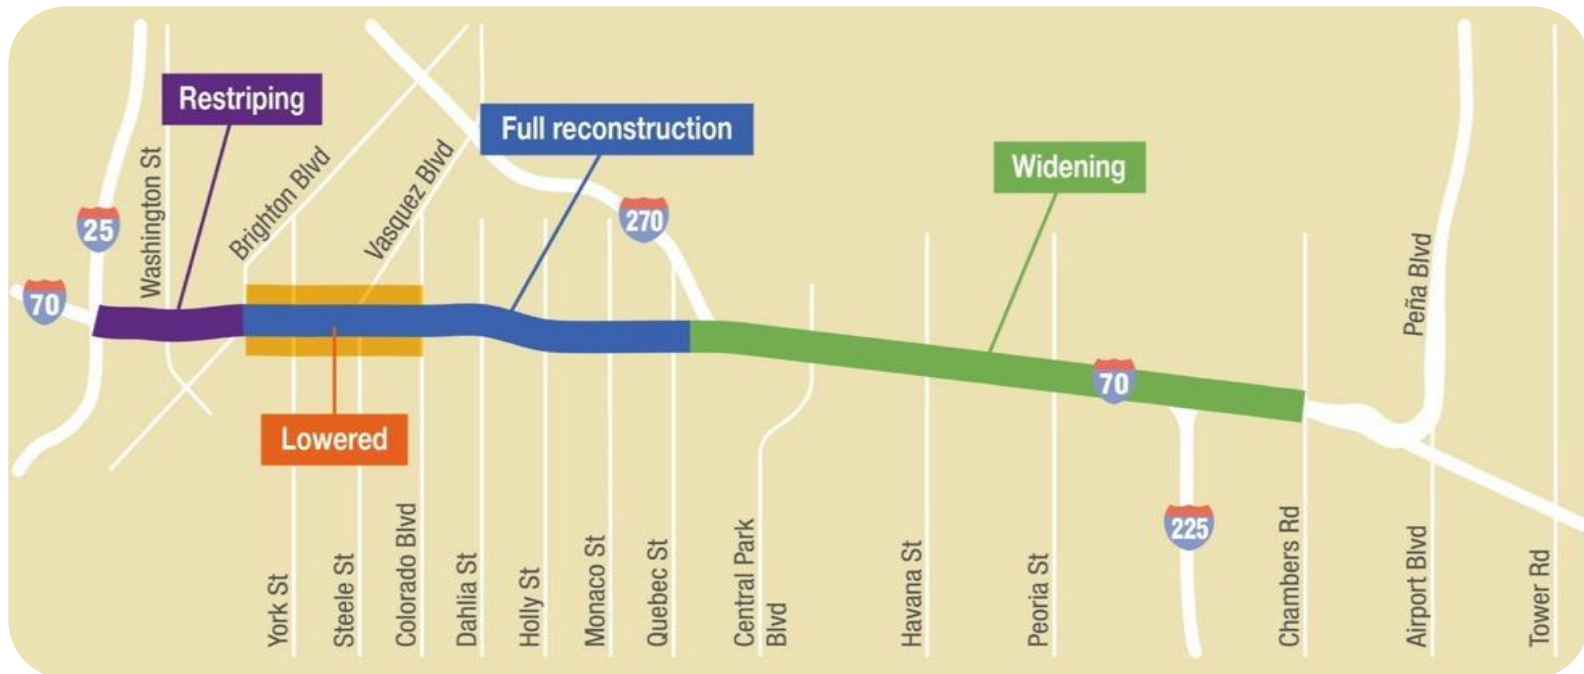 Restriping
Full reconstruction
Widening
Washington St
Brighton Blvd
Vasquez Blvd
25
270
70
Peña Blvd
70
Lowered
225
York St
Steele St
Colorado Blvd
Dahlia St
Holly St
Monaco St
Quebec St
Central Park
Blvd
Havana St
Peoria St
Chambers Rd
Airport Blvd
Tower Rd